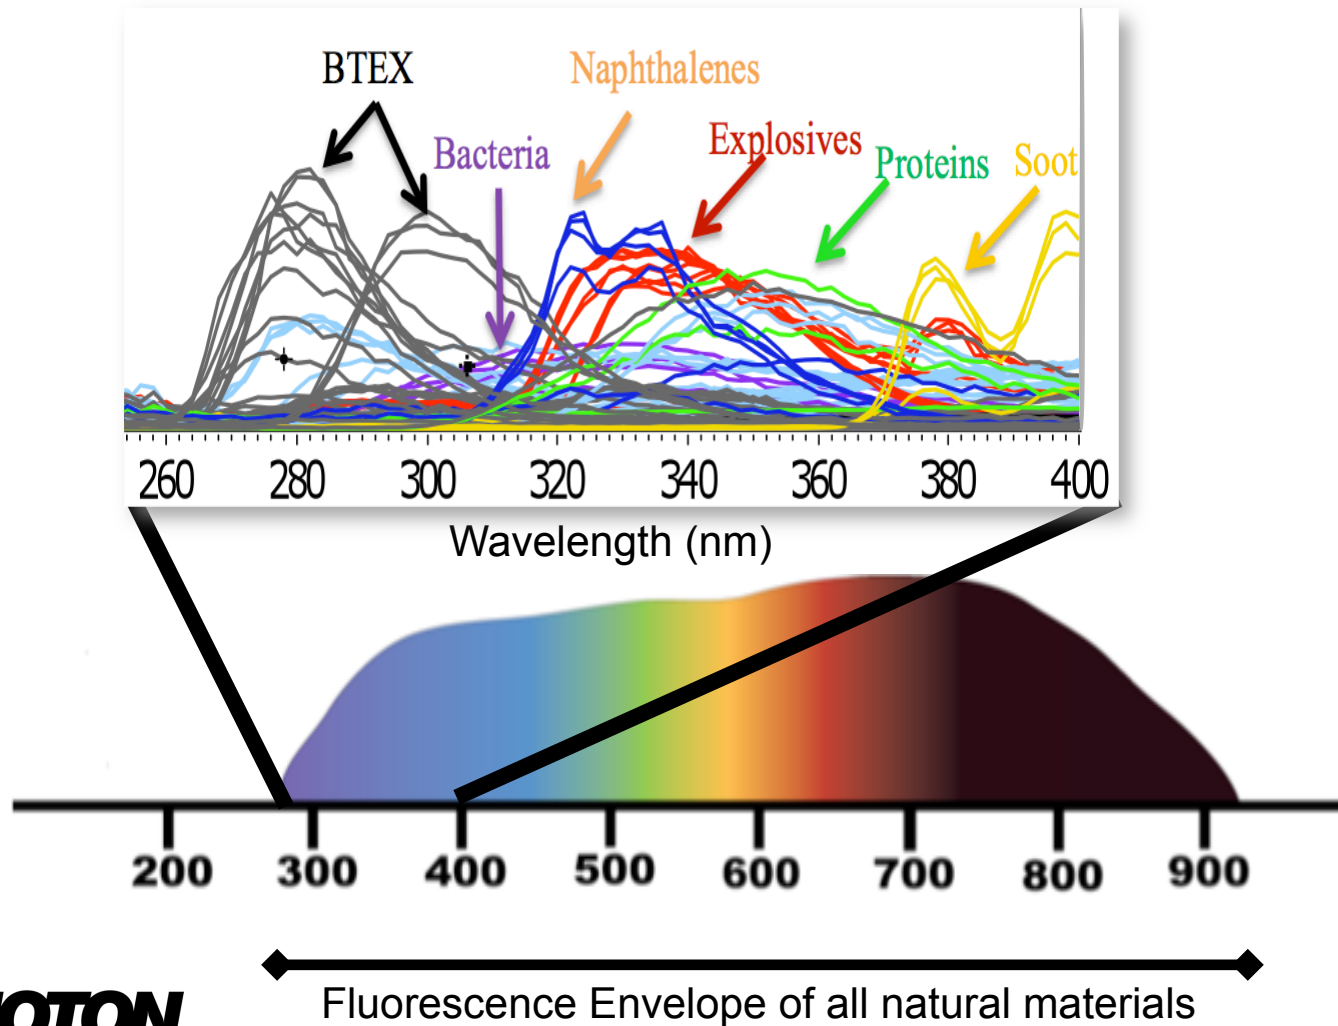 BTEX
Naphthalenes
Bacteria
Explosives
Proteins
Soot
260 280 300 320 340 360 380 400
Wavelength (nm)
200 300 400 500 600 700 800 900
Fluorescence Envelope of all natural materials